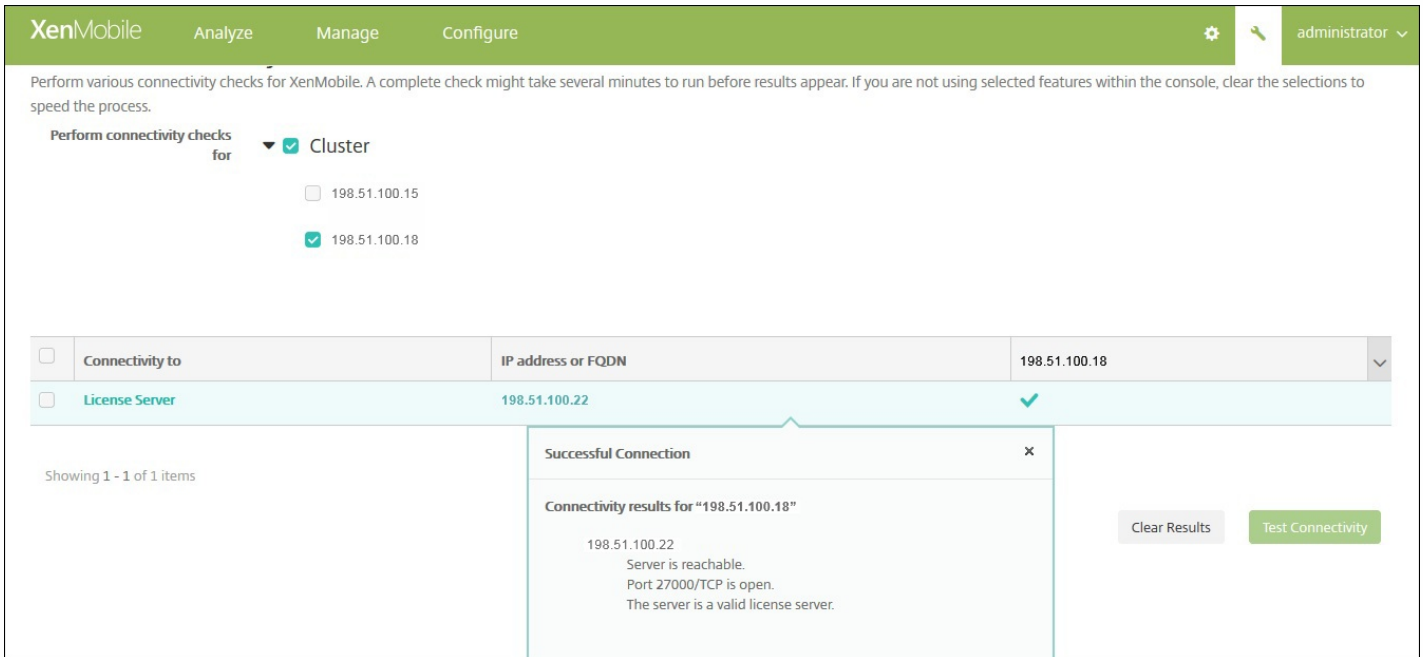 XenMobile Analyze Manage Configure administrator
Perform various connectivity checks for XenMobile. A complete check might take several minutes to run before results appear. If you are not using selected features within the console, clear the selections to
speed the process.
Perform connectivity checks
for
Cluster
198.51.100.15
198.51.100.18
Connectivity to IP address or FQDN 198.51.100.18
License Server 198.51.100.22
Successful Connection ×
Showing 1 - 1 of 1 items
Connectivity results for "198.51.100.18"
Clear Results Test Connectivity
198.51.100.22
Server is reachable.
Port 27000/TCP is open.
The server is a valid license server.